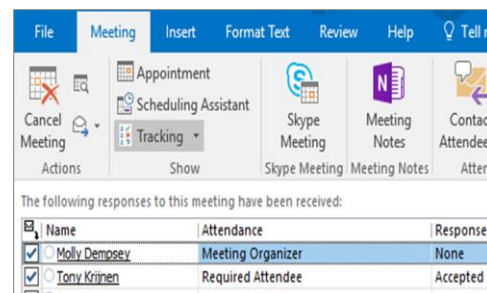 File Meeting Insert Format Text Review Help Tell
Appointment
Scheduling Assistant
Tracking
Cancel Meeting
Skype Meeting
Meeting Notes
Actions Show Skype Meeting Meeting Notes
The following responses to this meeting have been received:
Name Attendance Response
Molly Dempsey Meeting Organizer None
Tony Krijnen Required Attendee Accepted